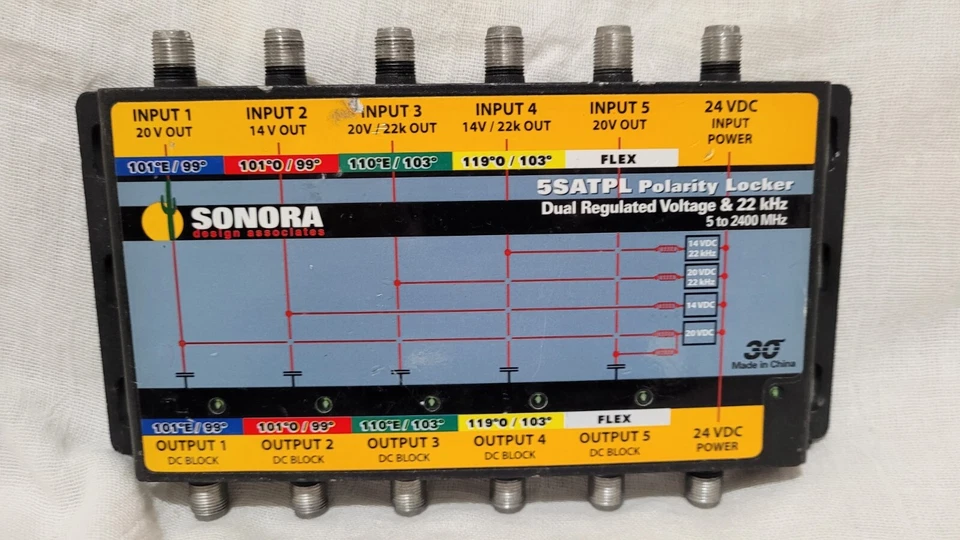 INPUT 1
20 V OUT
INPUT 2
14 V OUT
INPUT 3
20V / 22k OUT
INPUT 4
14V / 22k OUT
INPUT 5
20V OUT
24 VDC
INPUT
POWER
101°E / 99°
101°O / 99°
110°E / 103°
119°O / 103°
FLEX
5SATPL Polarity Locker
SONORA
design associates
Dual Regulated Voltage & 22 kHz
5 to 2400 MHz
14 VDC
22 kHz
20 VDC
22 kHz
14 VDC
20 VDC
30
Made in China
101°E / 99°
101°O / 99°
110°E / 103°
119°O / 103°
FLEX
OUTPUT 1
DC BLOCK
OUTPUT 2
DC BLOCK
OUTPUT 3
DC BLOCK
OUTPUT 4
DC BLOCK
OUTPUT 5
DC BLOCK
24 VDC
POWER